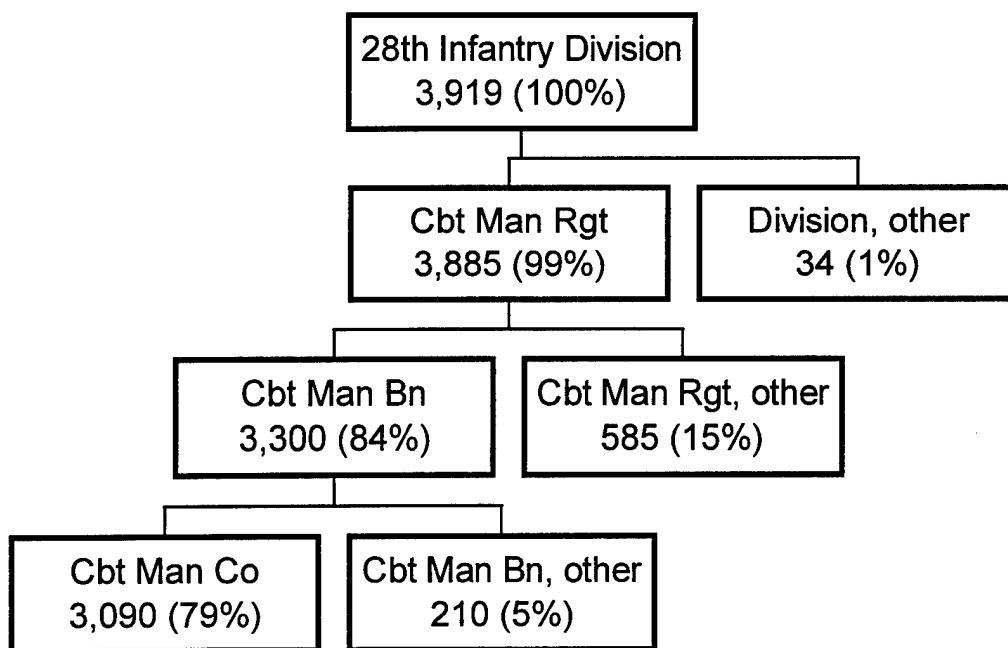 28th Infantry Division
3,919 (100%)
Cbt Man Rgt
3,885 (99%)
Division, other
34 (1%)
Cbt Man Bn
3,300 (84%)
Cbt Man Rgt, other
585 (15%)
Cbt Man Co
3,090 (79%)
Cbt Man Bn, other
210 (5%)